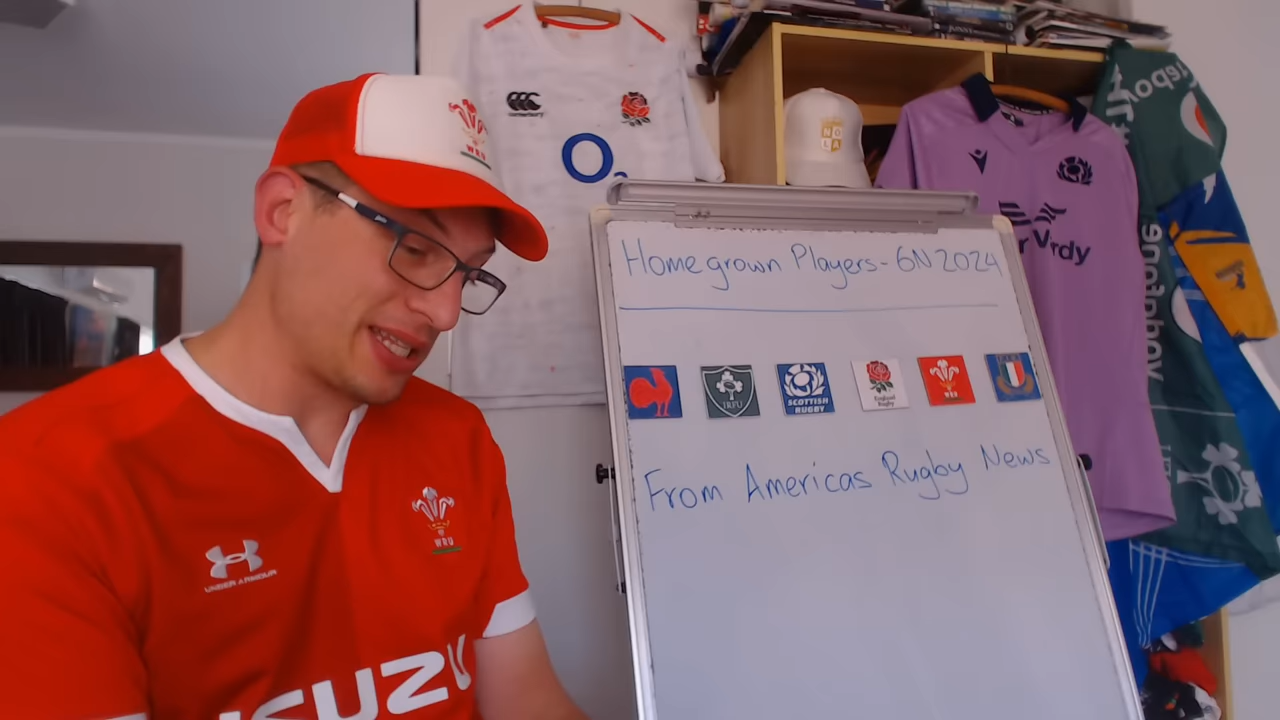 WRU
canterbury
O₂
NOLA
Homegrown Players - 6N 2024
IRFU
SCOTTISH RUGBY
England Rugby
WRU
From Americas Rugby News
WRU
UNDER ARMOUR
ISUZU